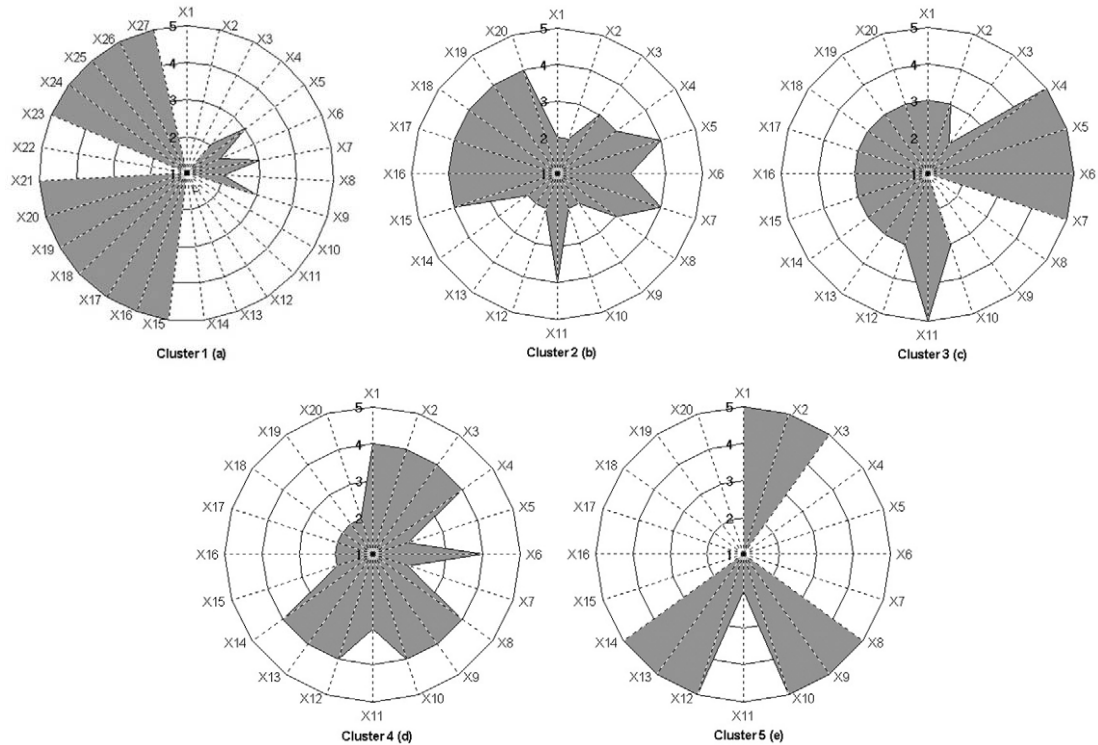 X1
X2
X3
X4
X5
X6
X7
X8
X9
X10
X11
X12
X13
X14
X15
X16
X17
X18
X19
X20
X21
X22
X23
X24
X25
X26
X27
5
4
3
2
1
Cluster 1 (a)
X1
X2
X3
X4
X5
X6
X7
X8
X9
X10
X11
X12
X13
X14
X15
X16
X17
X18
X19
X20
5
4
3
2
1
Cluster 2 (b)
X1
X2
X3
X4
X5
X6
X7
X8
X9
X10
X11
X12
X13
X14
X15
X16
X17
X18
X19
X20
5
4
3
2
1
Cluster 3 (c)
X1
X2
X3
X4
X5
X6
X7
X8
X9
X10
X11
X12
X13
X14
X15
X16
X17
X18
X19
X20
5
4
3
2
1
Cluster 4 (d)
X1
X2
X3
X4
X5
X6
X7
X8
X9
X10
X11
X12
X13
X14
X15
X16
X17
X18
X19
X20
5
4
3
2
1
Cluster 5 (e)